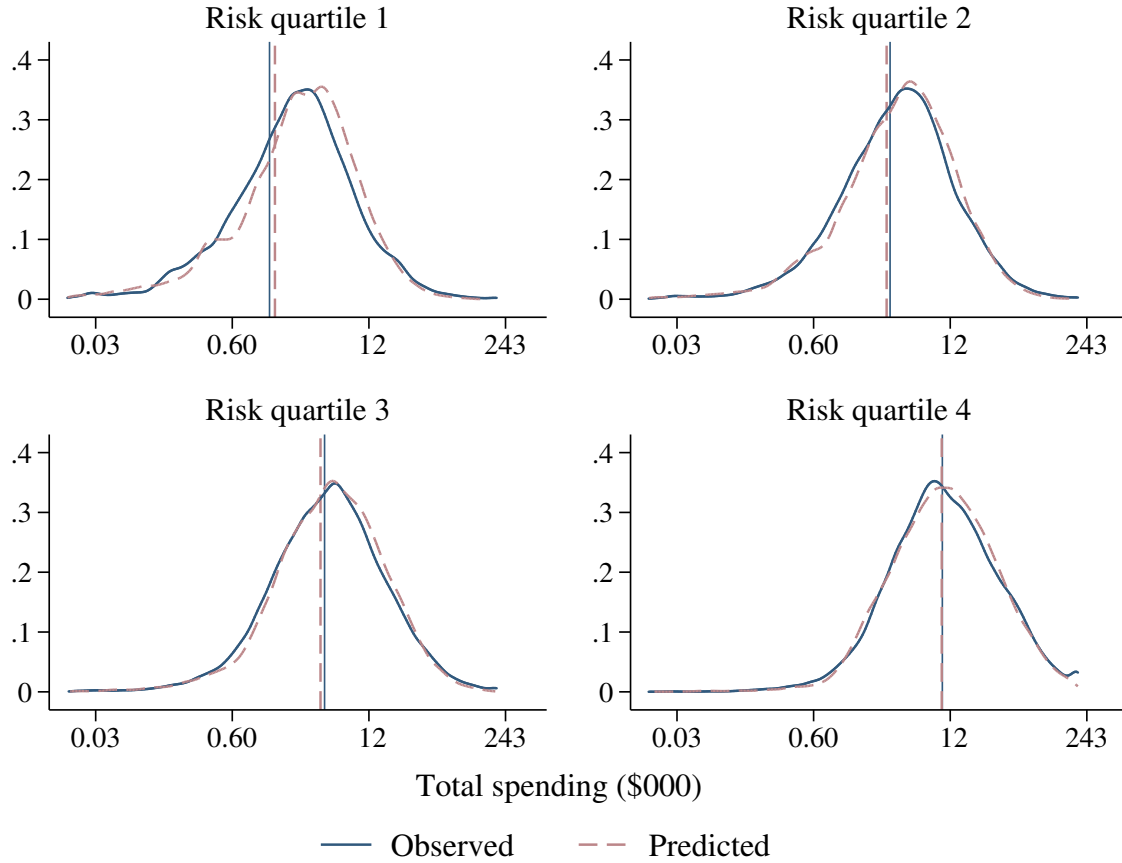 Risk quartile 1
Risk quartile 2
.4
.3
.2
.1
0
0.03 0.60 12 243
.4
.3
.2
.1
0
0.03 0.60 12 243
Risk quartile 3
Risk quartile 4
.4
.3
.2
.1
0
0.03 0.60 12 243
.4
.3
.2
.1
0
0.03 0.60 12 243
Total spending ($000)
Observed Predicted